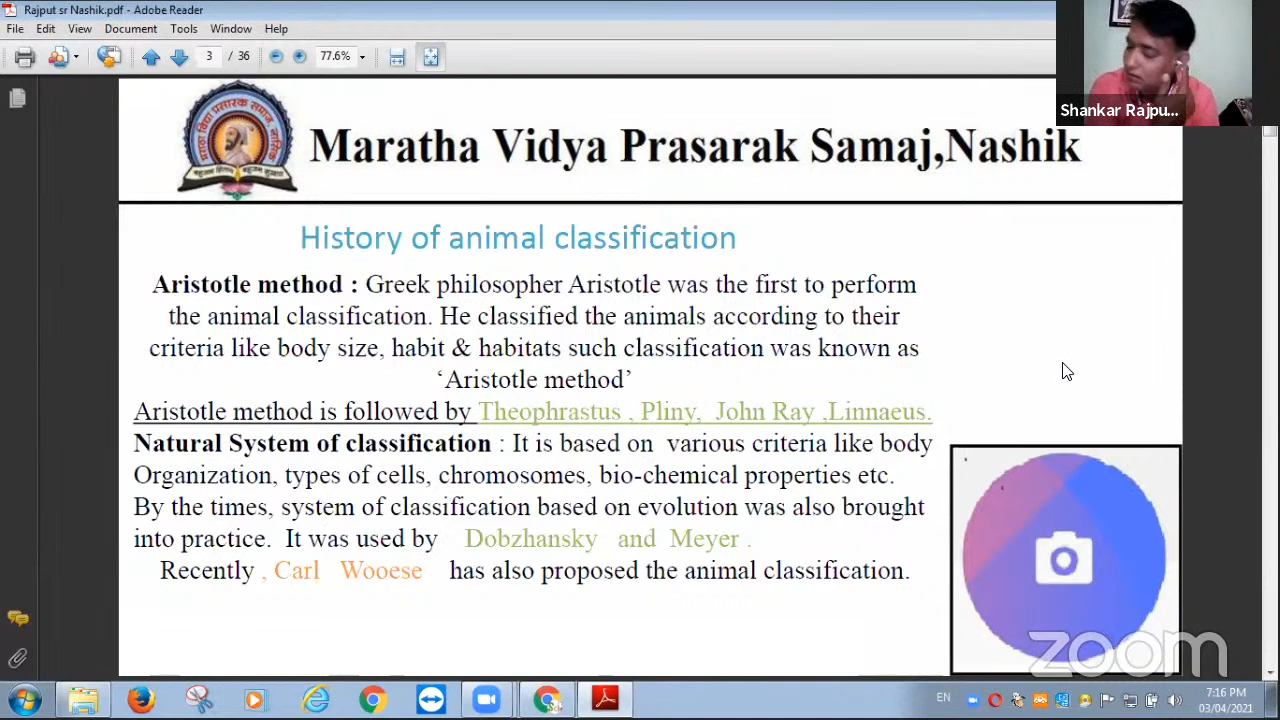 Rajput sr Nashik.pdf - Adobe Reader
File Edit View Document Tools Window Help
3 / 36 77.6%
Shankar Rajpu...
मराठा विद्या प्रसारक समाज, नाशिक
Maratha Vidya Prasarak Samaj,Nashik
History of animal classification
Aristotle method : Greek philosopher Aristotle was the first to perform
the animal classification. He classified the animals according to their
criteria like body size, habit & habitats such classification was known as
‘Aristotle method’
Aristotle method is followed by Theophrastus , Pliny, John Ray ,Linnaeus.
Natural System of classification : It is based on various criteria like body
Organization, types of cells, chromosomes, bio-chemical properties etc.
By the times, system of classification based on evolution was also brought
into practice. It was used by Dobzhansky and Meyer .
Recently , Carl Wooese has also proposed the animal classification.
zoom
EN
7:16 PM
03/04/2021